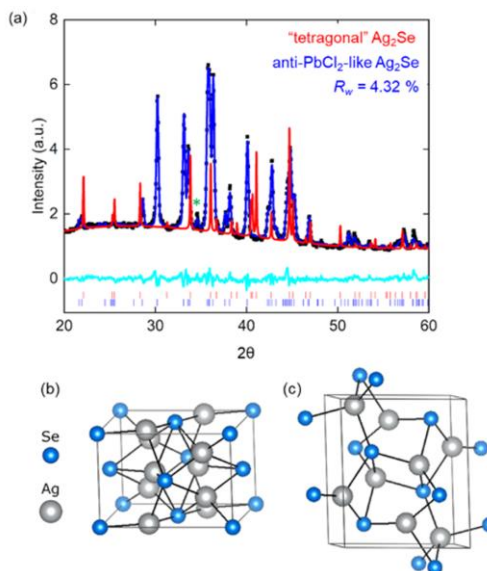 (a)
"tetragonal" Ag₂Se
anti-PbCl₂-like Ag₂Se
R_w = 4.32 %
Intensity (a.u.)
8
6
4
2
0
*
20 30 40 50 60
2θ
(b)
(c)
Se
Ag